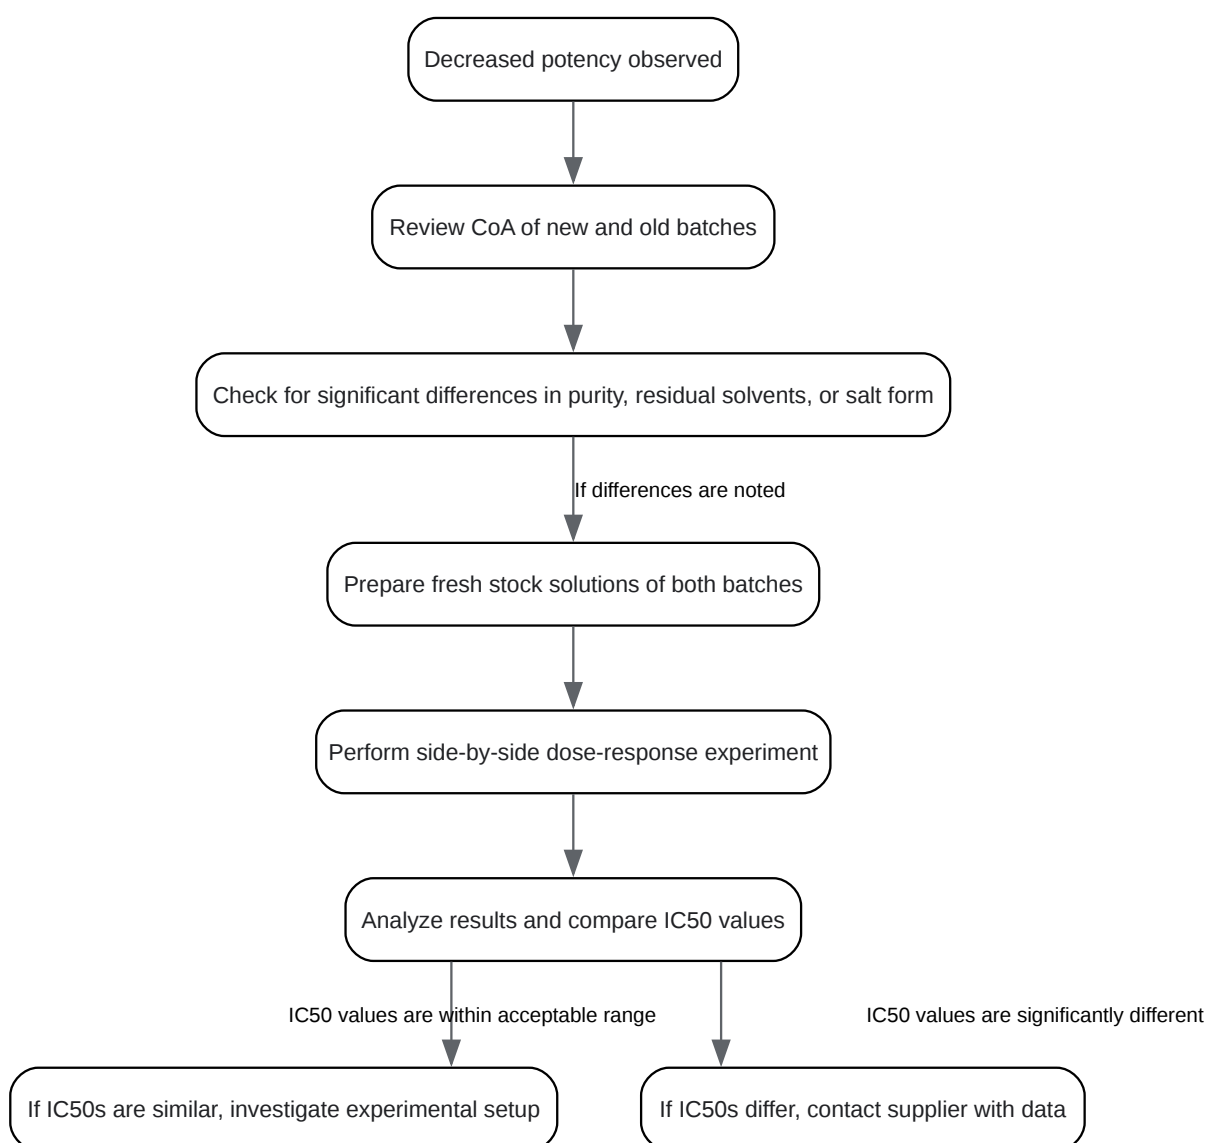 Decreased potency observed
Review CoA of new and old batches
Check for significant differences in purity, residual solvents, or salt form
If differences are noted
Prepare fresh stock solutions of both batches
Perform side-by-side dose-response experiment
Analyze results and compare IC50 values
IC50 values are within acceptable range
IC50 values are significantly different
If IC50s are similar, investigate experimental setup
If IC50s differ, contact supplier with data